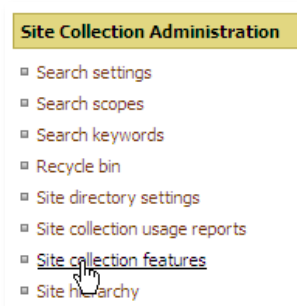 Site Collection Administration
Search settings
Search scopes
Search keywords
Recycle bin
Site directory settings
Site collection usage reports
Site collection features
Site hierarchy